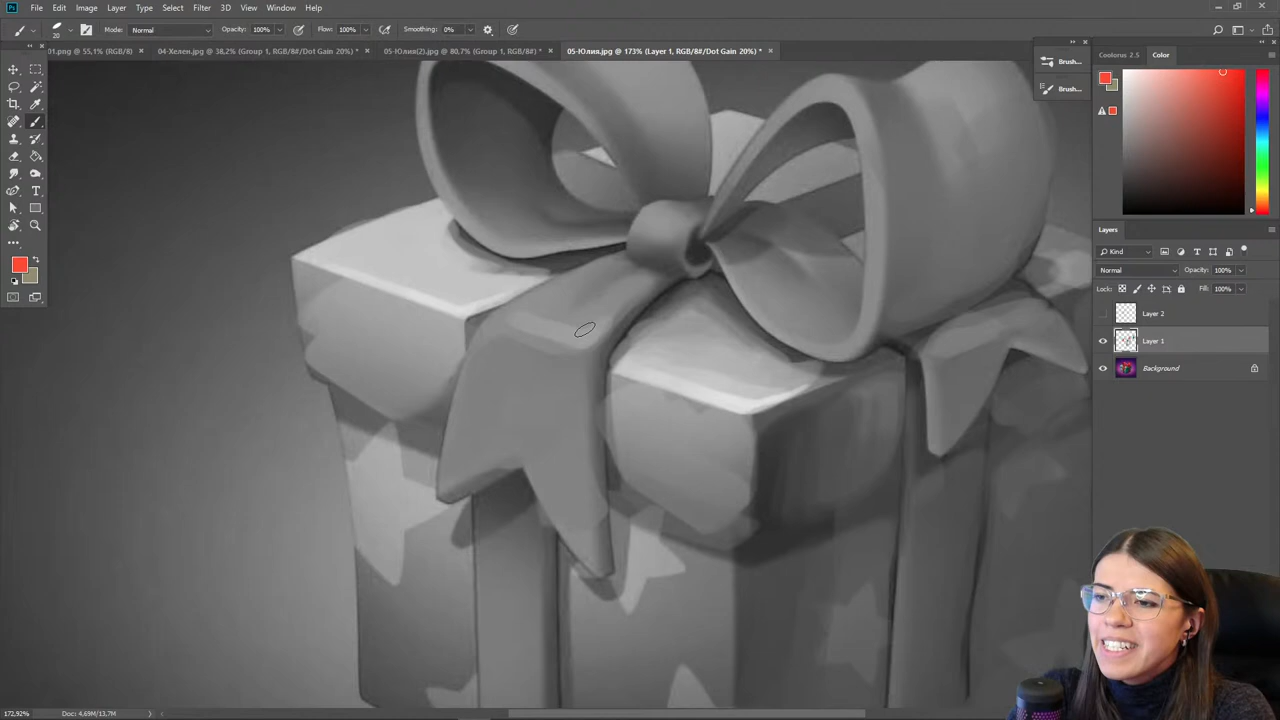 Ps File Edit Image Layer Type Select Filter 3D View Window Help
20 Mode: Normal Opacity: 100% Flow: 100% Smoothing: 0%
01.png @ 55,1% (RGB/8) 04-Хелен.jpg @ 38,2% (Group 1, RGB/8#/Dot Gain 20%) * 05-Юлия(2).jpg @ 80,7% (Group 1, RGB/8#) * 05-Юлия.jpg @ 173% (Layer 1, RGB/8#/Dot Gain 20%) *
Brush...
Brush...
Coolorus 2.5 Color
Layers
Kind
Normal Opacity: 100%
Lock: Fill: 100%
Layer 2
Layer 1
Background
172,92% Doc: 4,69M/13,7M